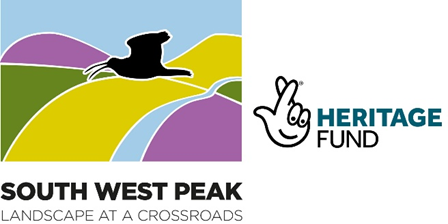 SOUTH WEST PEAK
LANDSCAPE AT A CROSSROADS
HERITAGE
FUND